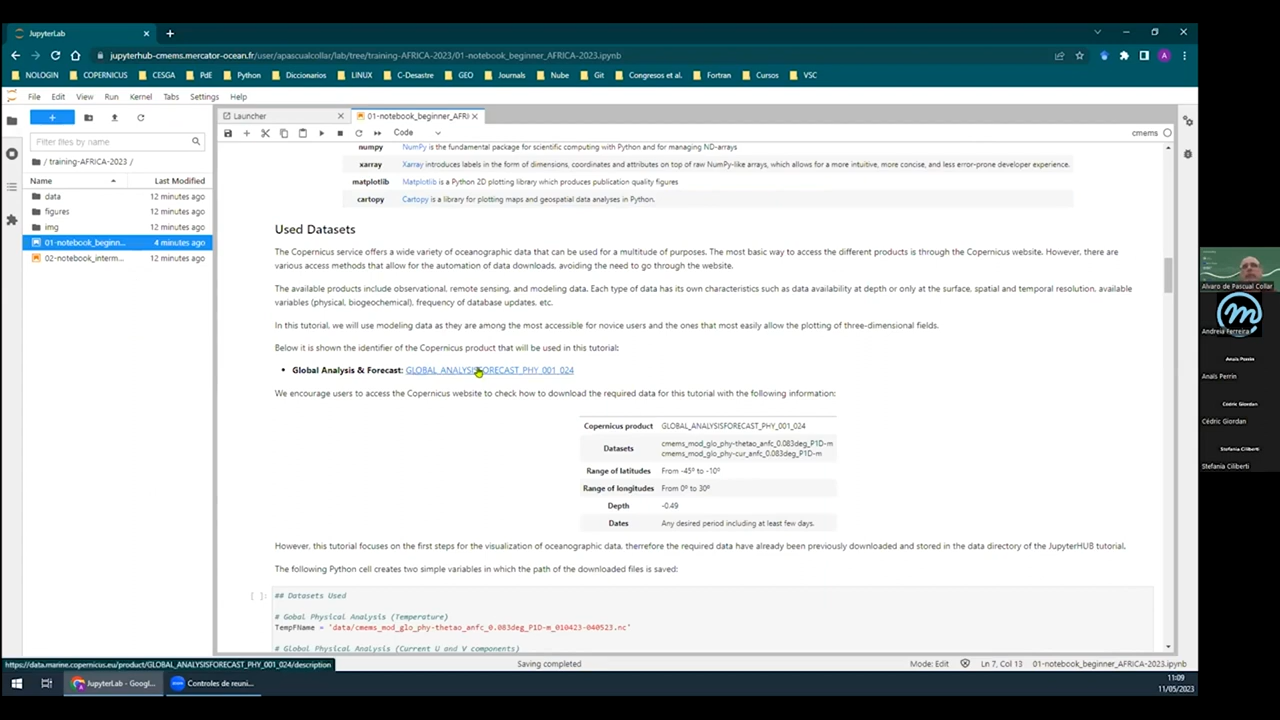 JupyterLab
jupyterhub-cmems.mercator-ocean.fr/user/apascualcollar/lab/tree/training-AFRICA-2023/01-notebook_beginner_AFRICA-2023.ipynb
NOLOGIN COPERNICUS CESGA PdE Python Diccionarios LINUX C-Desastre GEO Journals Nube Git Congresos et al. Fortran Cursos VSC
File Edit View Run Kernel Tabs Settings Help
Launcher 01-notebook_beginner_AFRI
Filter files by name
Code
cmems
/ training-AFRICA-2023 /
Name Last Modified
data 12 minutes ago
figures 12 minutes ago
img 12 minutes ago
01-notebook_beginn... 4 minutes ago
02-notebook_interm... 12 minutes ago
numpy NumPy is the fundamental package for scientific computing with Python and for managing ND-arrays
xarray Xarray introduces labels in the form of dimensions, coordinates and attributes on top of raw NumPy-like arrays, which allows for a more intuitive, more concise, and less error-prone developer experience.
matplotlib Matplotlib is a Python 2D plotting library which produces publication quality figures
cartopy Cartopy is a library for plotting maps and geospatial data analyses in Python.
Used Datasets
The Copernicus service offers a wide variety of oceanographic data that can be used for a multitude of purposes. The most basic way to access the different products is through the Copernicus website. However, there are
various access methods that allow for the automation of data downloads, avoiding the need to go through the website.
The available products include observational, remote sensing, and modeling data. Each type of data has its own characteristics such as data availability at depth or only at the surface, spatial and temporal resolution, available
variables (physical, biogeochemical), frequency of database updates, etc.
In this tutorial, we will use modeling data as they are among the most accessible for novice users and the ones that most easily allow the plotting of three-dimensional fields.
Below it is shown the identifier of the Copernicus product that will be used in this tutorial:
• Global Analysis & Forecast: GLOBAL_ANALYSISFORECAST_PHY_001_024
We encourage users to access the Copernicus website to check how to download the required data for this tutorial with the following information:
Copernicus product GLOBAL_ANALYSISFORECAST_PHY_001_024
Datasets cmems_mod_glo_phy-thetao_anfc_0.083deg_P1D-m
cmems_mod_glo_phy-cur_anfc_0.083deg_P1D-m
Range of latitudes From -45º to -10º
Range of longitudes From 0º to 30º
Depth -0.49
Dates Any desired period including at least few days.
However, this tutorial focuses on the first steps for the visualization of oceanographic data, therrefore the required data have already been previously downloaded and stored in the data directory of the JupyterHUB tutorial.
The following Python cell creates two simple variables in which the path of the downloaded files is saved:
[ ]: ## Datasets Used
# Gobal Physical Analysis (Temperature)
TempFName = 'data/cmems_mod_glo_phy-thetao_anfc_0.083deg_P1D-m_010423-040523.nc'
# Global Physical Analysis (Current U and V components)
https://data.marine.copernicus.eu/product/GLOBAL_ANALYSISFORECAST_PHY_001_024/description
Saving completed
Mode: Edit Ln 7, Col 13 01-notebook_beginner_AFRICA-2023.ipynb
JupyterLab - Googl...
Controles de reuni...
11:09
11/05/2023
Alvaro de Pascual Collar
Andreia Ferreira
Anaïs Perrin
Anaïs Perrin
Cédric Giordan
Cédric Giordan
Stefania Ciliberti
Stefania Ciliberti